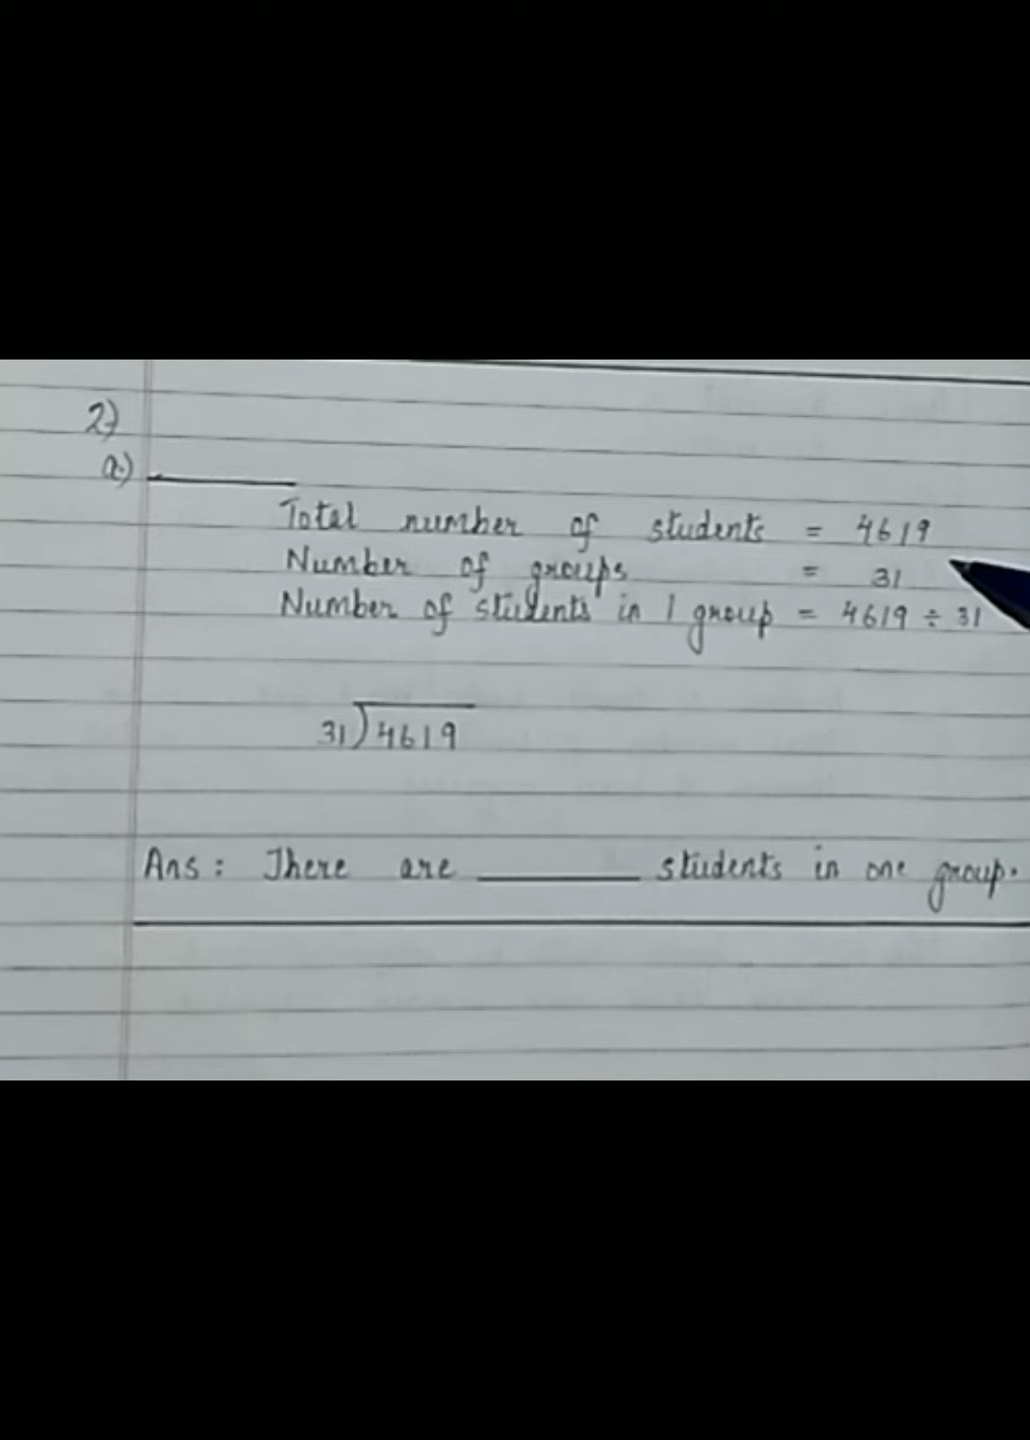 2)
a)
Total number of students = 4619
Number of groups = 31
Number of students in 1 group = 4619 ÷ 31
31)4619
Ans: There are ______ students in one group.